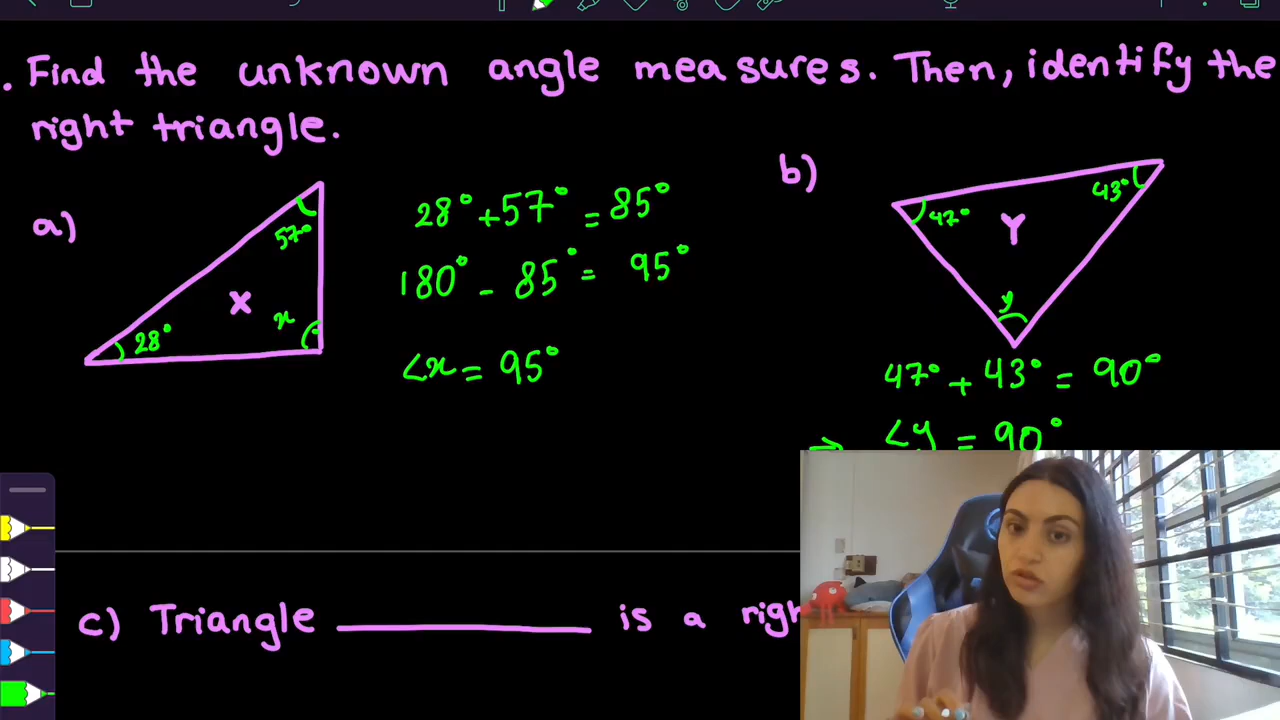 . Find the unknown angle measures. Then, identify the
right triangle.
a)
57°
X
x
28°
28° + 57° = 85°
180° - 85° = 95°
<x = 95°
b)
47°
43°
Y
y
47° + 43° = 90°
⇒ <y = 90°
c) Triangle ____________ is a righ